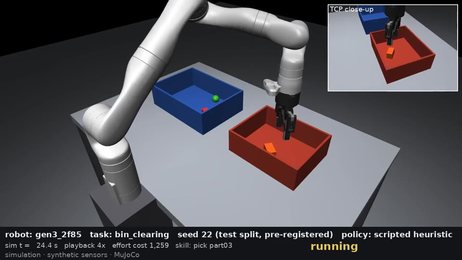 TCP close-up
robot: gen3_2f85 task: bin_clearing seed 22 (test split, pre-registered) policy: scripted heuristic
sim t = 24.4 s playback 4x effort cost 1,259 skill: pick part03
running
simulation · synthetic sensors · MuJoCo